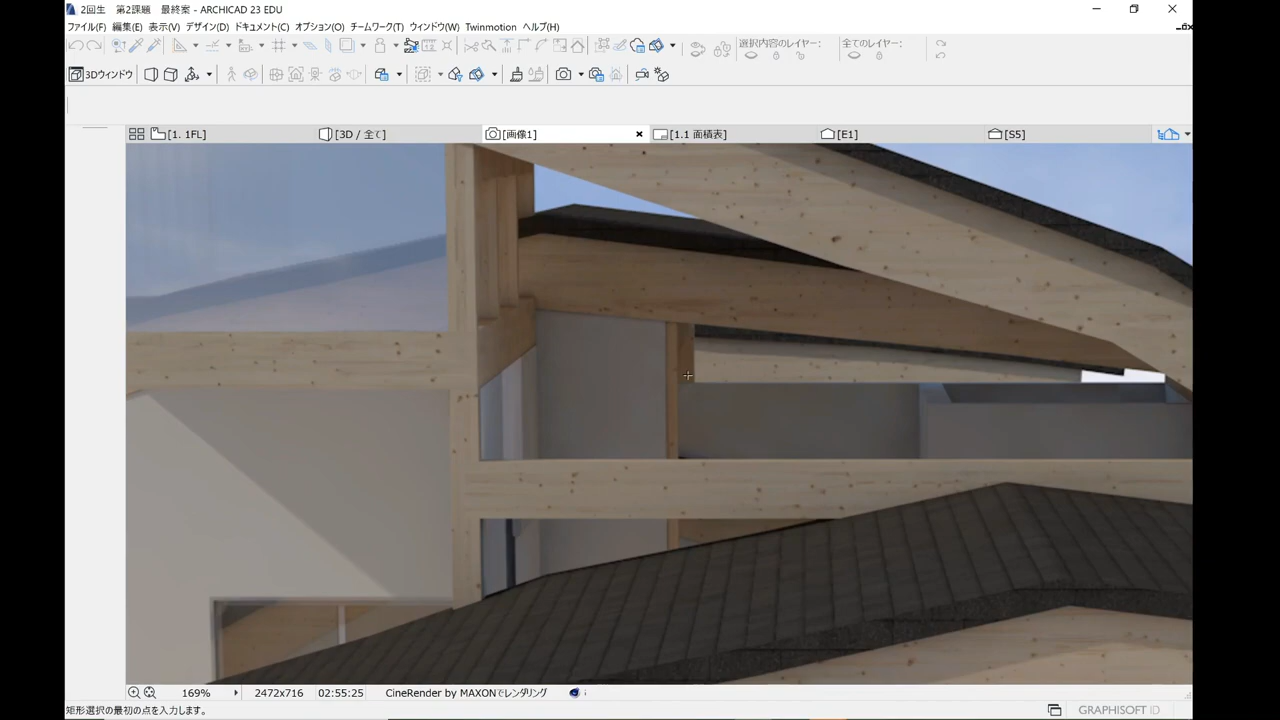 2回生　第2課題　最終案 - ARCHICAD 23 EDU
ファイル(F) 編集(E) 表示(V) デザイン(D) ドキュメント(C) オプション(O) チームワーク(T) ウィンドウ(W) Twinmotion ヘルプ(H)
選択内容のレイヤー: 全てのレイヤー:
3Dウィンドウ
[1. 1FL] [3D / 全て] [画像1] [1.1 面積表] [E1] [S5]
169% 2472x716 02:55:25 CineRender by MAXONでレンダリング
矩形選択の最初の点を入力します。 GRAPHISOFT ID